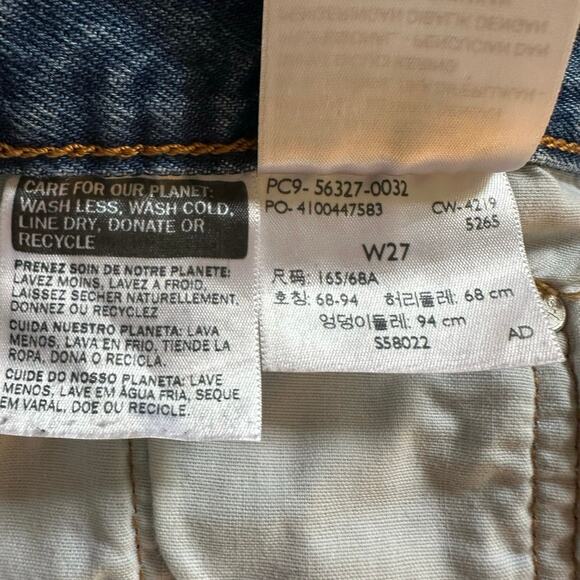 CARE FOR OUR PLANET:
WASH LESS, WASH COLD,
LINE DRY, DONATE OR
RECYCLE
PRENEZ SOIN DE NOTRE PLANETE:
LAVEZ MOINS, LAVEZ A FROID,
LAISSEZ SECHER NATURELLEMENT,
DONNEZ OU RECYCLEZ
CUIDA NUESTRO PLANETA: LAVA
MENOS, LAVA EN FRIO, TIENDE LA
ROPA, DONA O RECICLA.
CUIDE DO NOSSO PLANETA: LAVE
MENOS, LAVE EM ÁGUA FRIA, SEQUE
EM VARAL, DOE OU RECICLE.
PC9- 56327-0032
PO- 4100447583 CW-4219
5265
W27
尺碼: 165/68A
호칭: 68-94 허리둘레: 68 cm
엉덩이둘레: 94 cm
S58022
AD